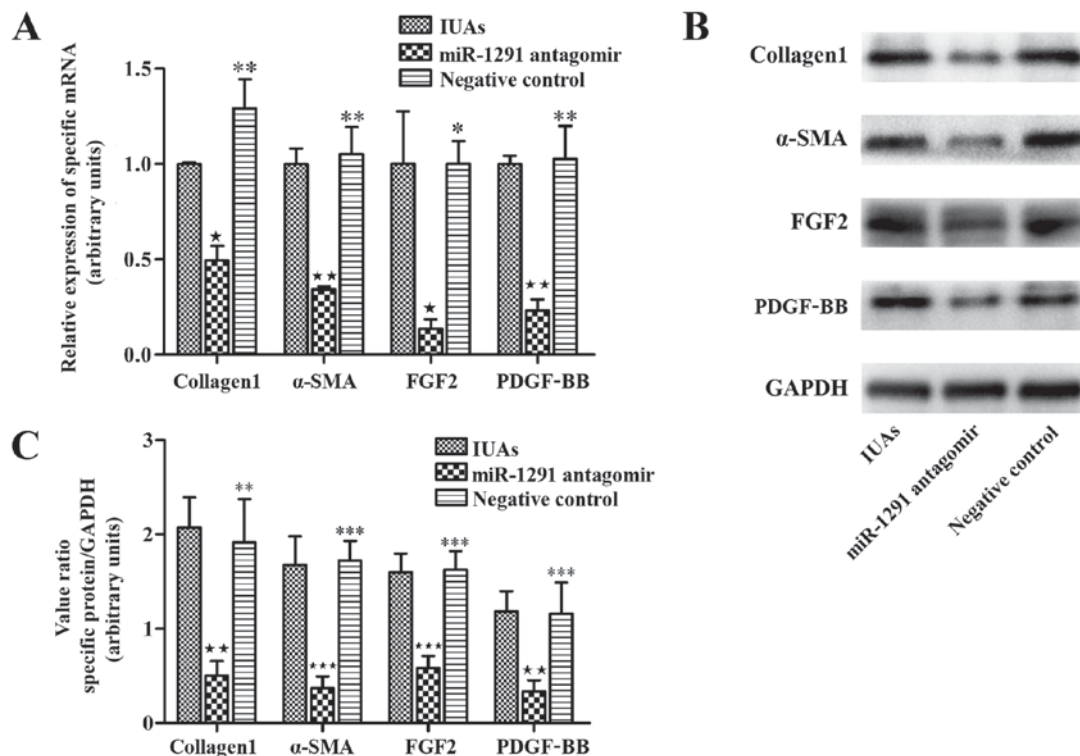 A
IUAs
miR-1291 antagomir
Negative control
Relative expression of specific mRNA
(arbitrary units)
1.5
1.0
0.5
0.0
★
**
★★
**
★
*
★★
**
Collagen1
α-SMA
FGF2
PDGF-BB
B
Collagen1
α-SMA
FGF2
PDGF-BB
GAPDH
IUAs
miR-1291 antagomir
Negative control
C
IUAs
miR-1291 antagomir
Negative control
Value ratio
specific protein/GAPDH
(arbitrary units)
3
2
1
0
★★
**
★★★
***
★★★
***
★★
***
Collagen1
α-SMA
FGF2
PDGF-BB